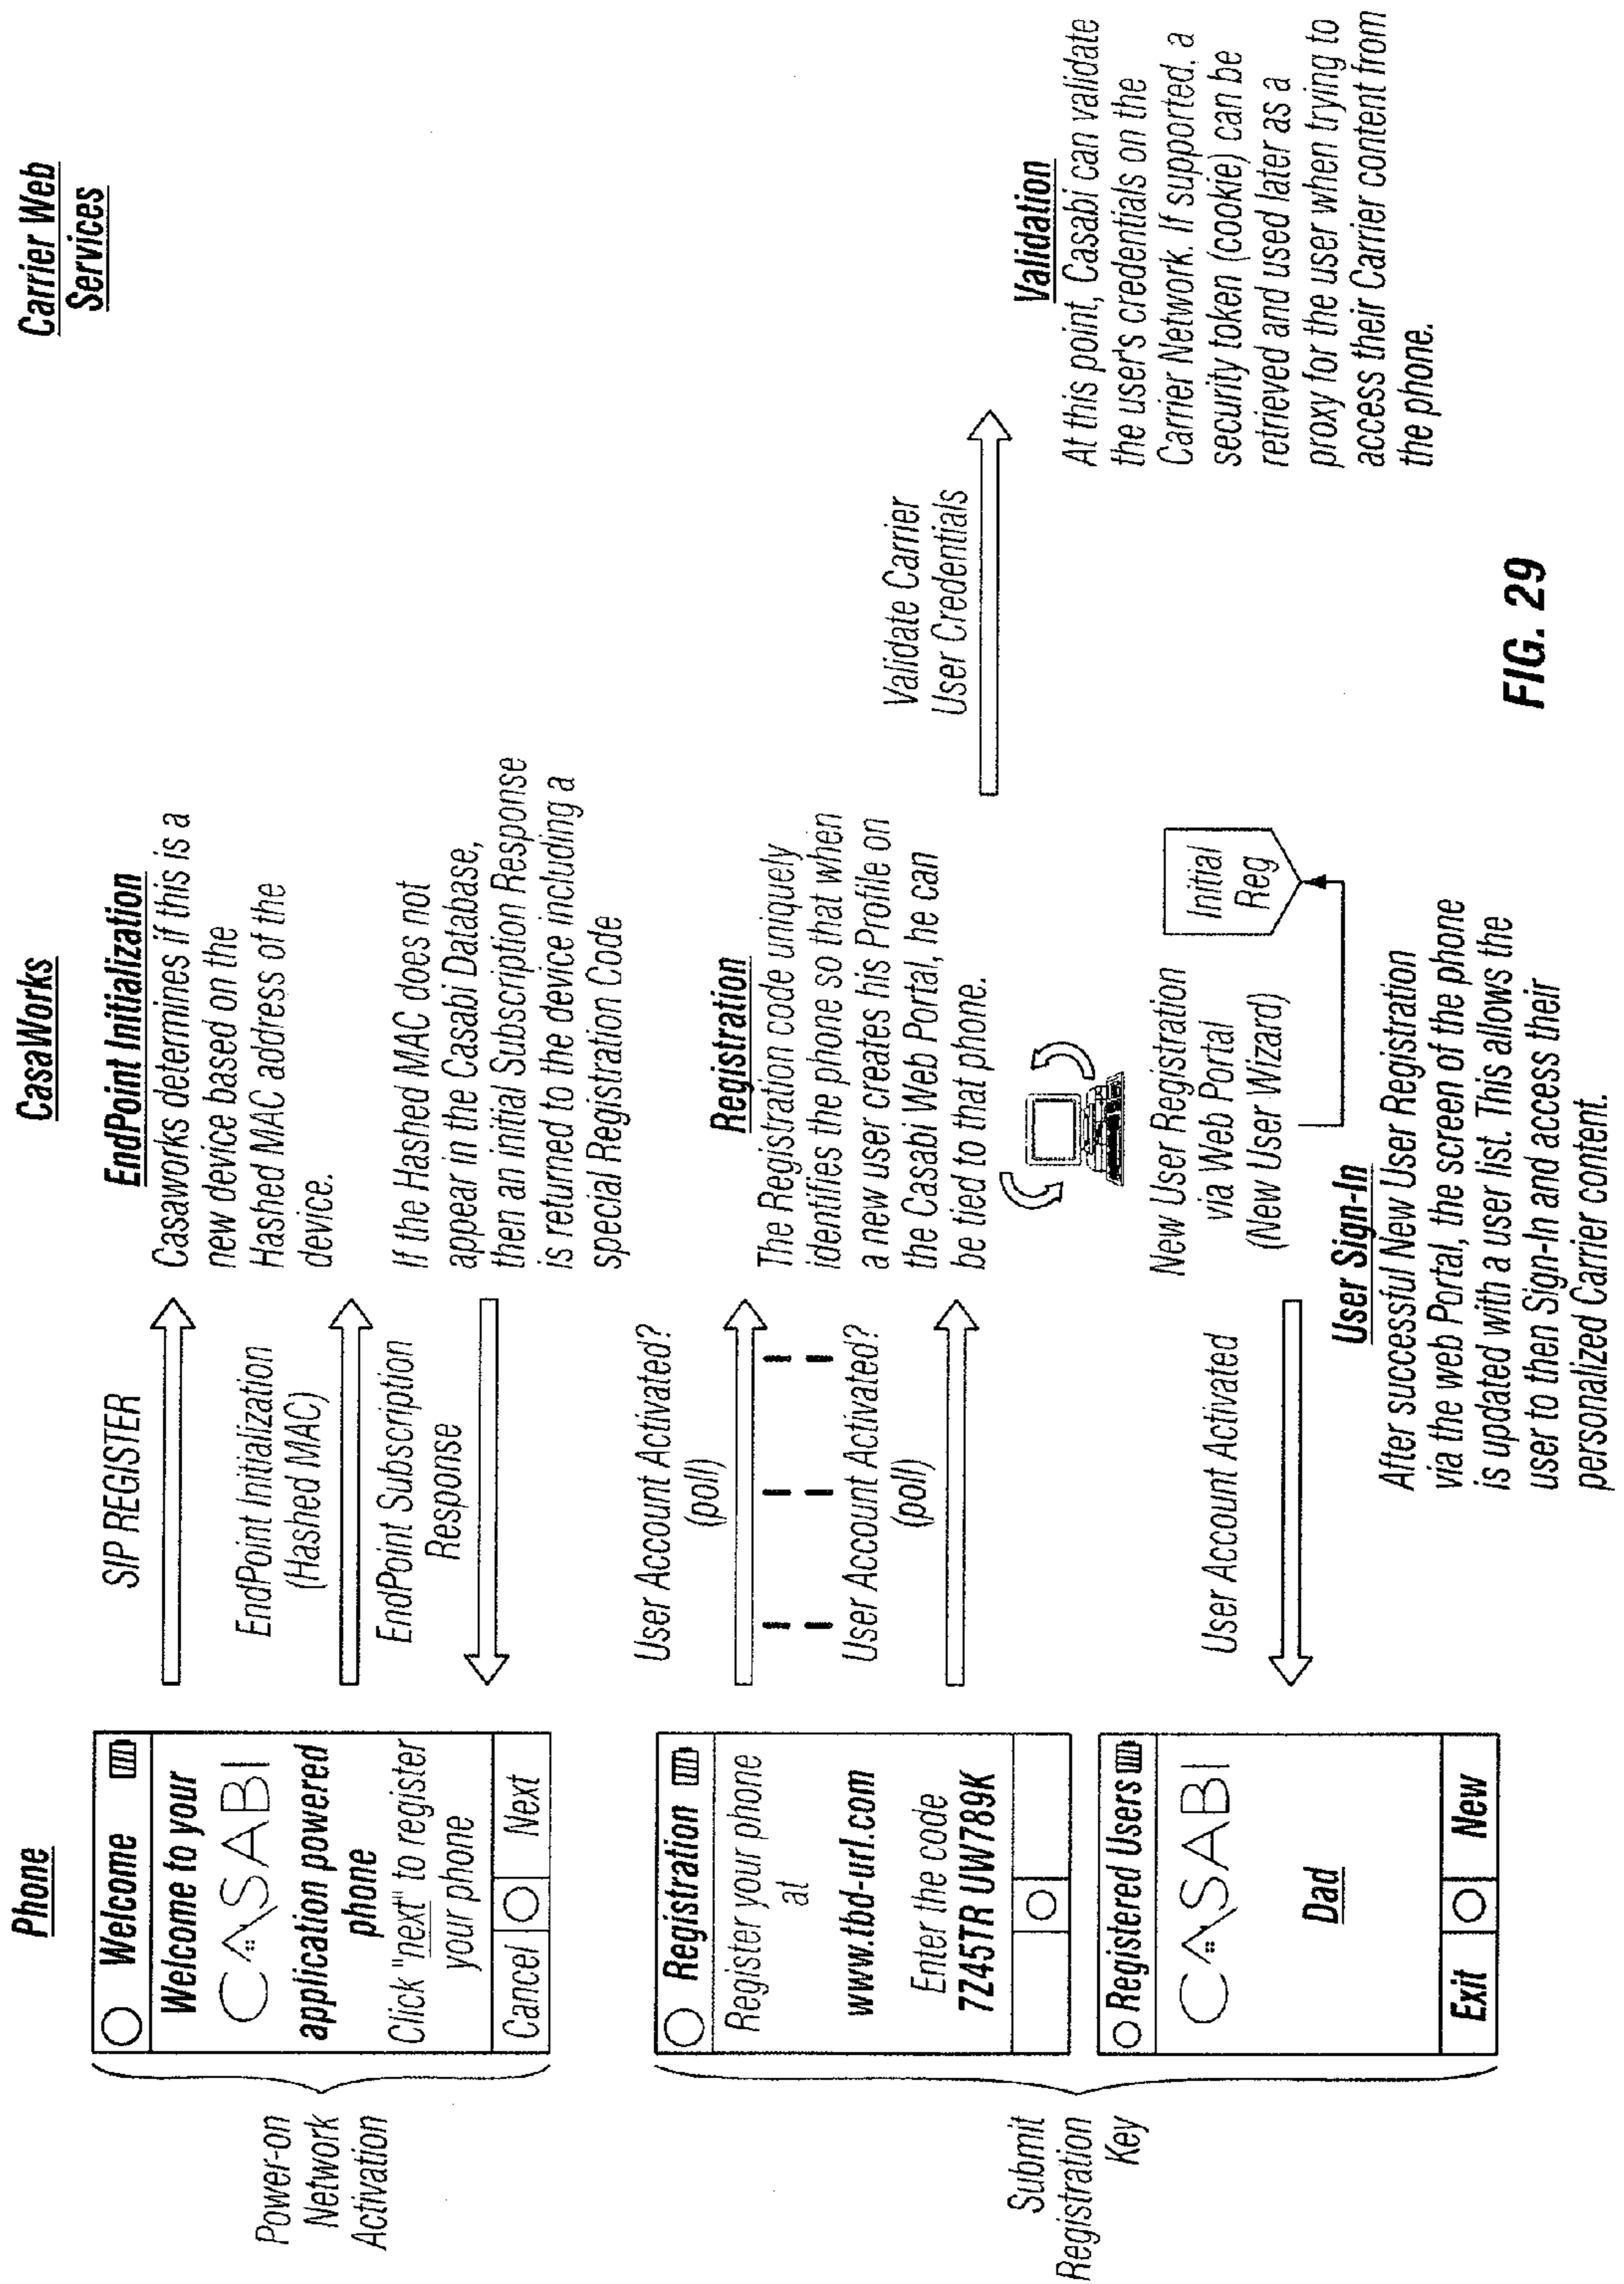 Phone
CasaWorks
Carrier Web
Services
Power-on
Network
Activation
Welcome
Welcome to your
CASABI
application powered
phone
Click "next" to register
your phone
Cancel
Next
SIP REGISTER
EndPoint Initialization
(Hashed MAC)
EndPoint Subscription
Response
EndPoint Initialization
Casaworks determines if this is a
new device based on the
Hashed MAC address of the
device.
If the Hashed MAC does not
appear in the Casabi Database,
then an initial Subscription Response
is returned to the device including a
special Registration Code
Submit
Registration
Key
Registration
Register your phone
at
www.tbd-url.com
Enter the code
7Z45TR UW789K
User Account Activated?
(poll)
User Account Activated?
(poll)
Registration
The Registration code uniquely
identifies the phone so that when
a new user creates his Profile on
the Casabi Web Portal, he can
be tied to that phone.
Validate Carrier
User Credentials
Validation
At this point, Casabi can validate
the user's credentials on the
Carrier Network. If supported, a
security token (cookie) can be
retrieved and used later as a
proxy for the user when trying to
access their Carrier content from
the phone.
New User Registration
via Web Portal
(New User Wizard)
Initial
Reg
Registered Users
CASABI
Dad
Exit
New
User Account Activated
User Sign-In
After successful New User Registration
via the web Portal, the screen of the phone
is updated with a user list. This allows the
user to then Sign-In and access their
personalized Carrier content.
FIG. 29